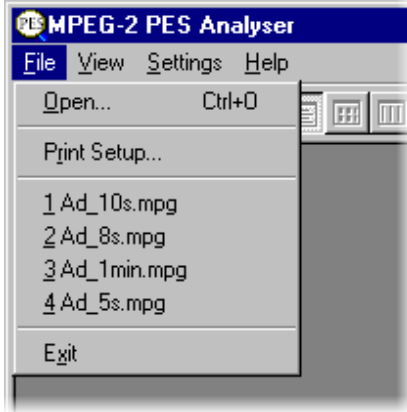 PES MPEG-2 PES Analyser
File View Settings Help
Open... Ctrl+O
Print Setup...
1 Ad_10s.mpg
2 Ad_8s.mpg
3 Ad_1min.mpg
4 Ad_5s.mpg
Exit